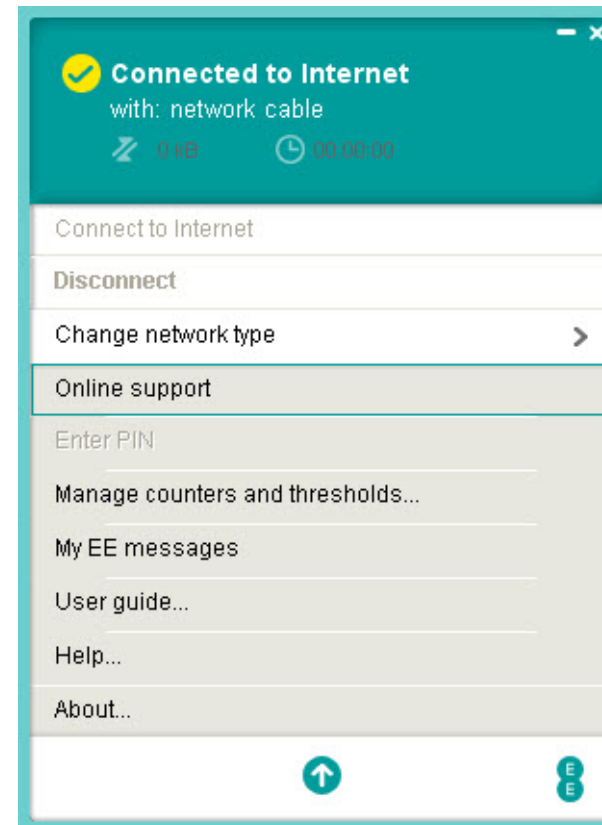 Connected to Internet
with: network cable
0 kB 00:00:00
Connect to Internet
Disconnect
Change network type
Online support
Enter PIN
Manage counters and thresholds...
My EE messages
User guide...
Help...
About...
E
E